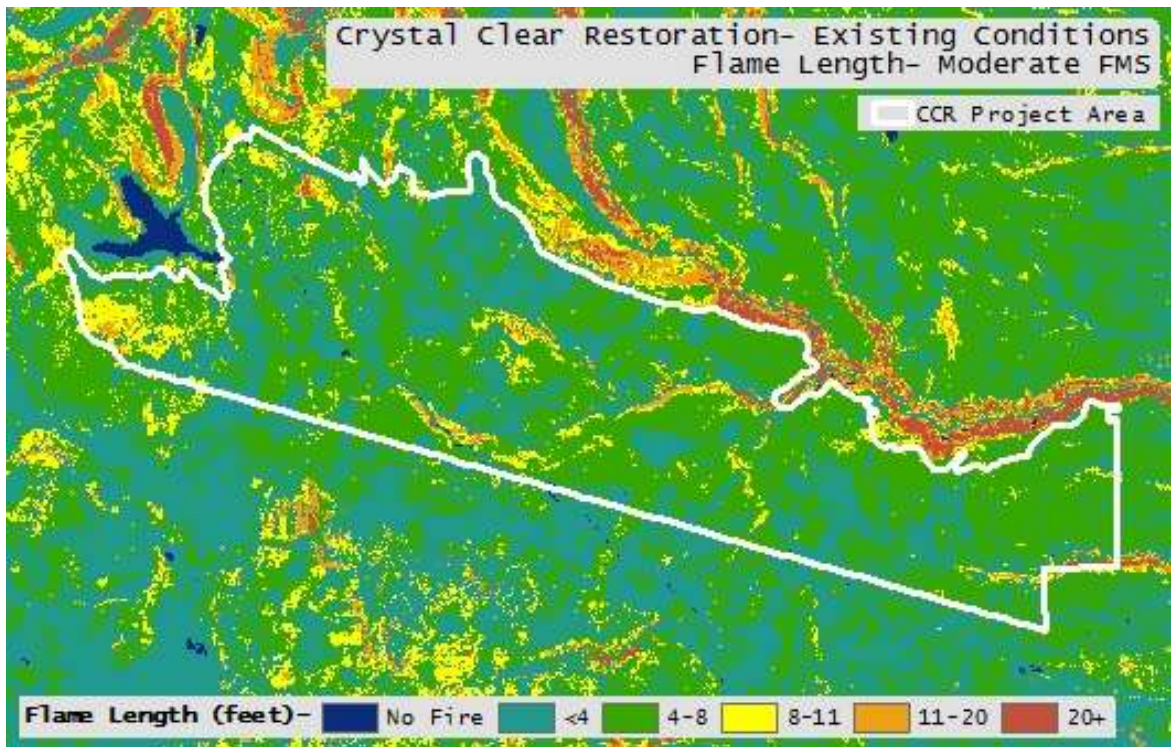 Crystal Clear Restoration- Existing Conditions
Flame Length- Moderate FMS
CCR Project Area
Flame Length (feet)- No Fire <4 4-8 8-11 11-20 20+